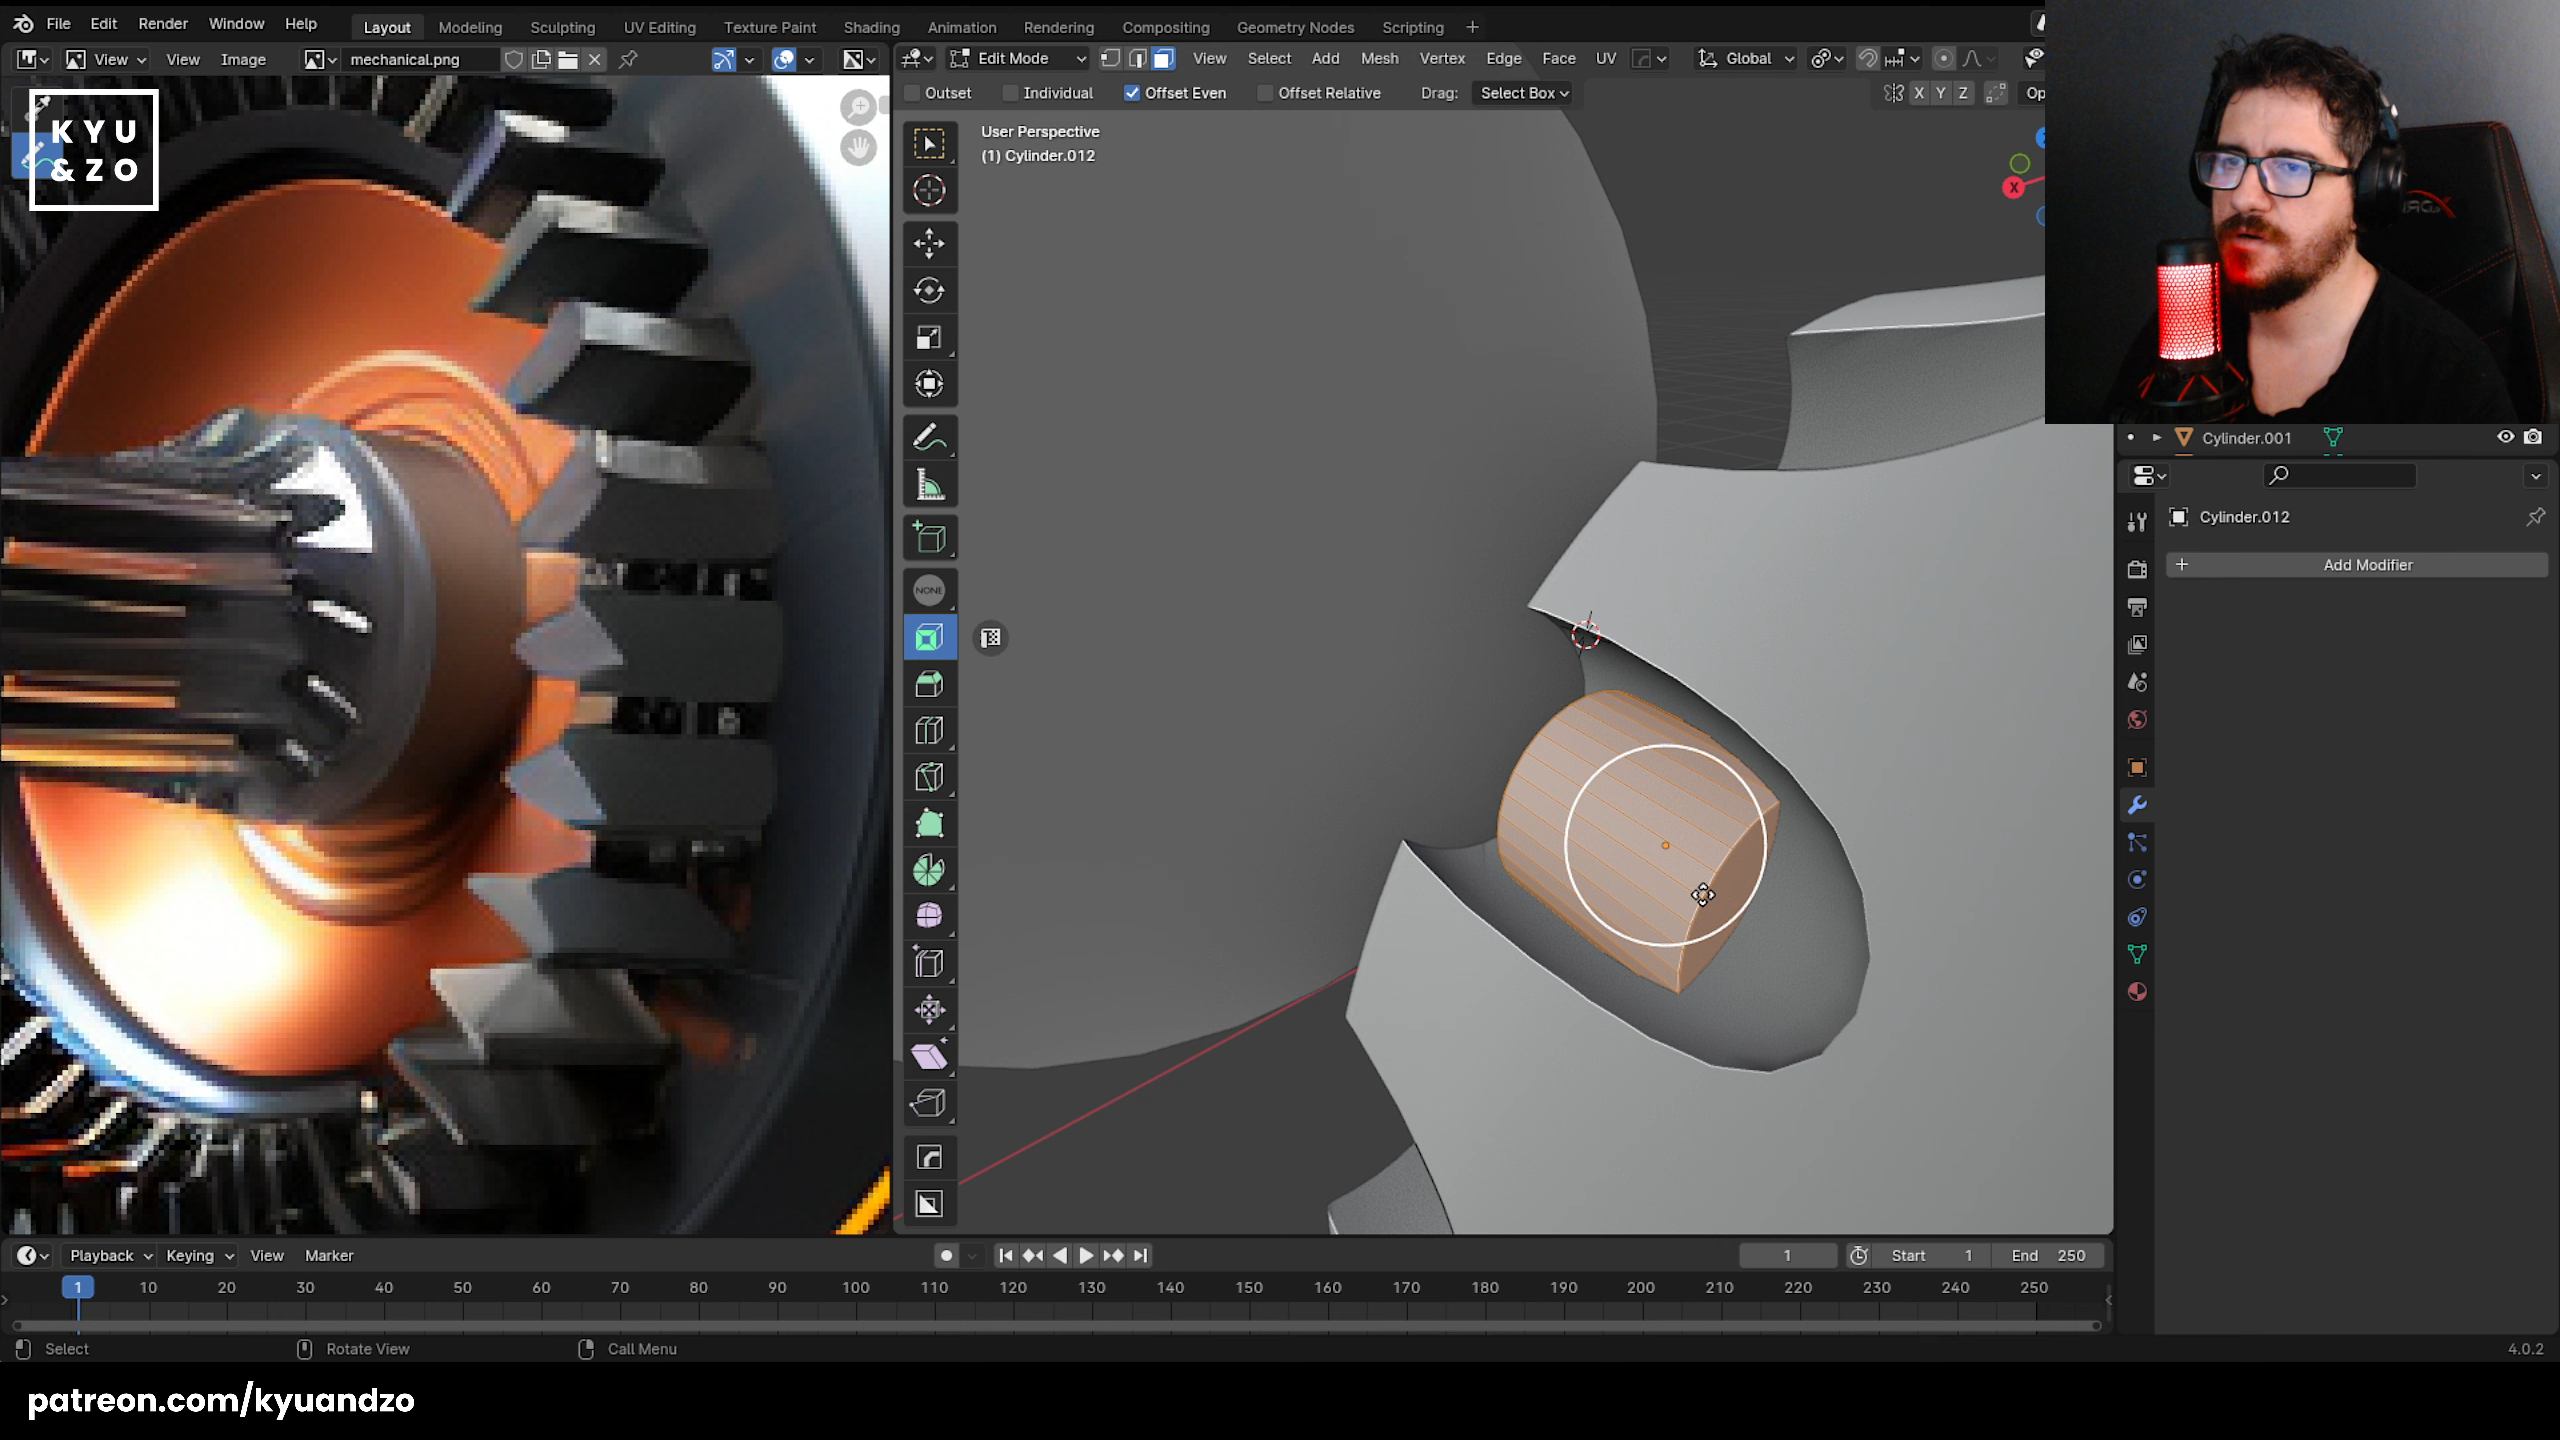 File Edit Render Window Help Layout Modeling Sculpting UV Editing Texture Paint Shading Animation Rendering Compositing Geometry Nodes Scripting +
View View Image mechanical.png Edit Mode View Select Add Mesh Vertex Edge Face UV Global
Outset Individual Offset Even Offset Relative Drag: Select Box X Y Z Op
KYU
&ZO
User Perspective
(1) Cylinder.012
X
NONE
Cylinder.001
Cylinder.012
+ Add Modifier
Playback Keying View Marker 1 Start 1 End 250
1 10 20 30 40 50 60 70 80 90 100 110 120 130 140 150 160 170 180 190 200 210 220 230 240 250
Select Rotate View Call Menu 4.0.2
patreon.com/kyuandzo